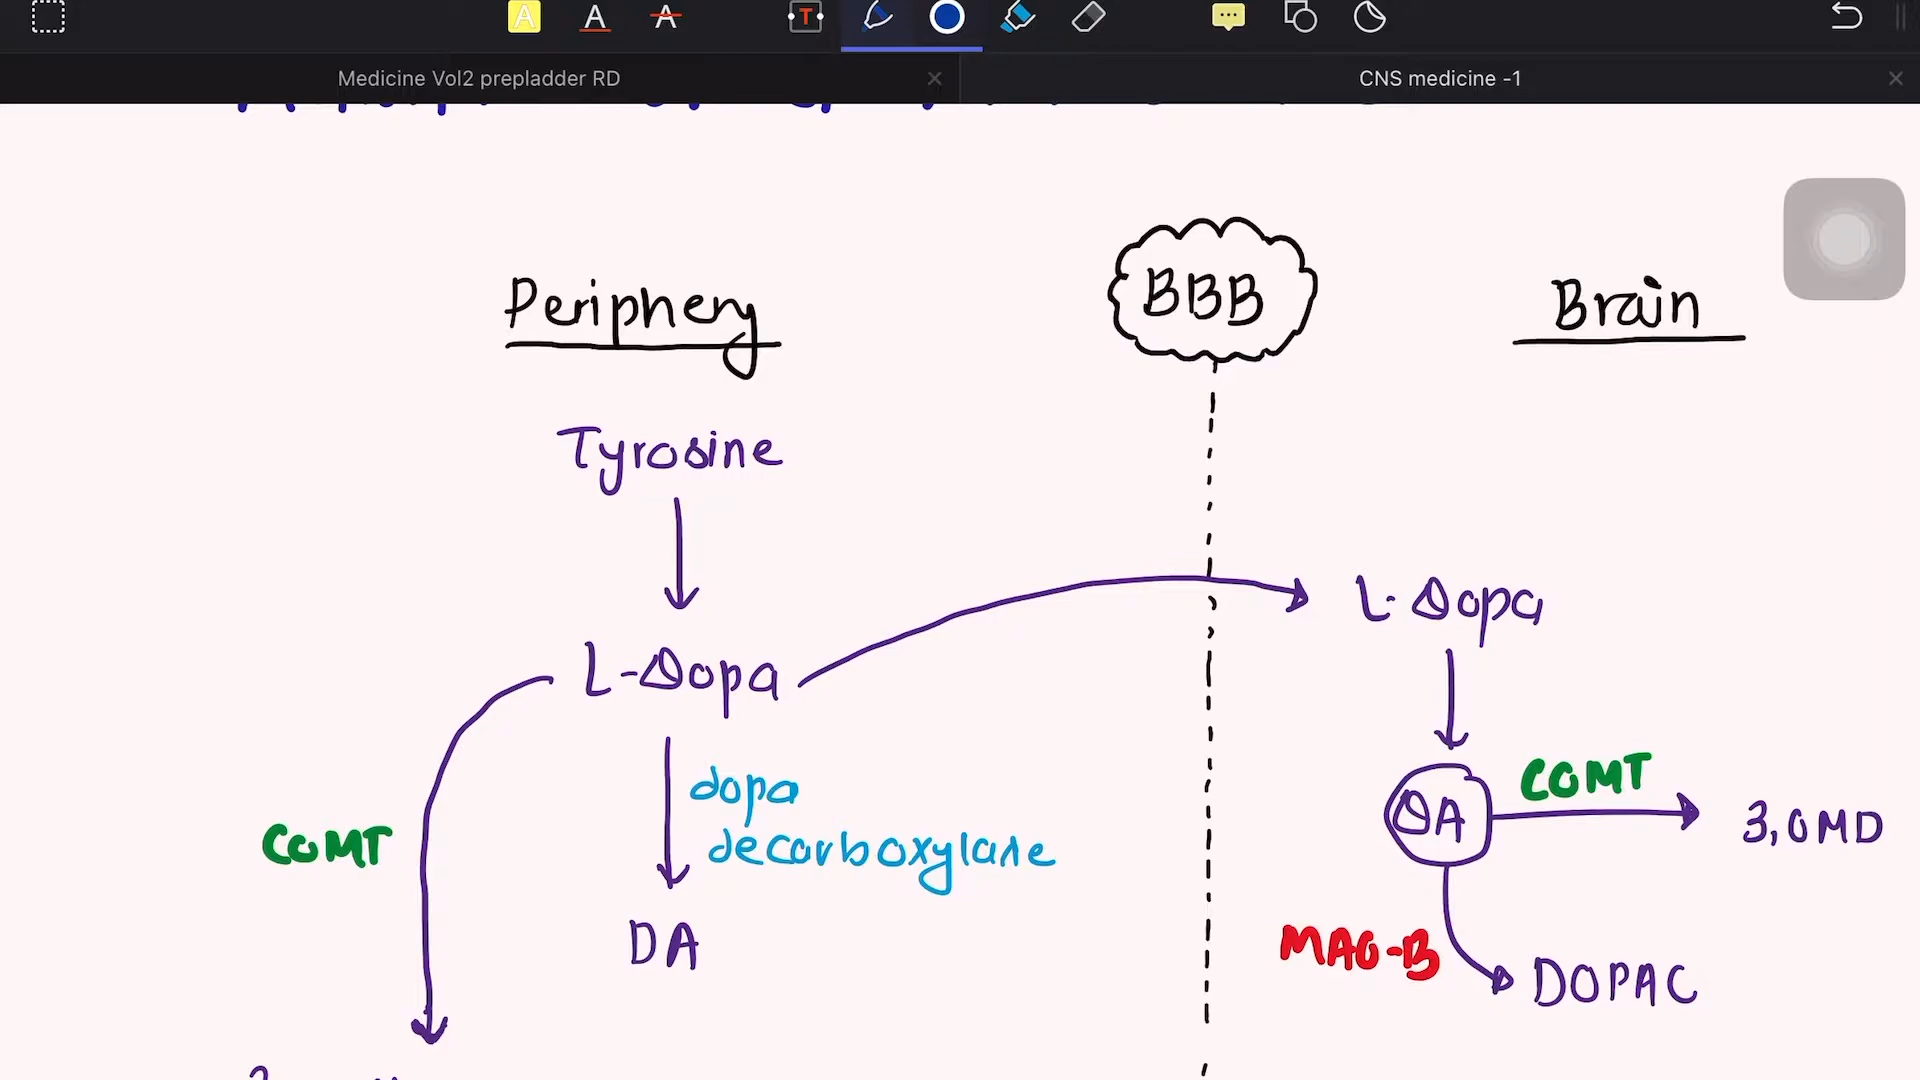 A
A
A
T
Medicine Vol2 prepladder RD
CNS medicine -1
Periphery
BBB
Brain
Tyrosine
L-Dopa
L-Dopa
dopa
decarboxylase
COMT
DA
DA
COMT
3,OMD
MAO-B
DOPAC